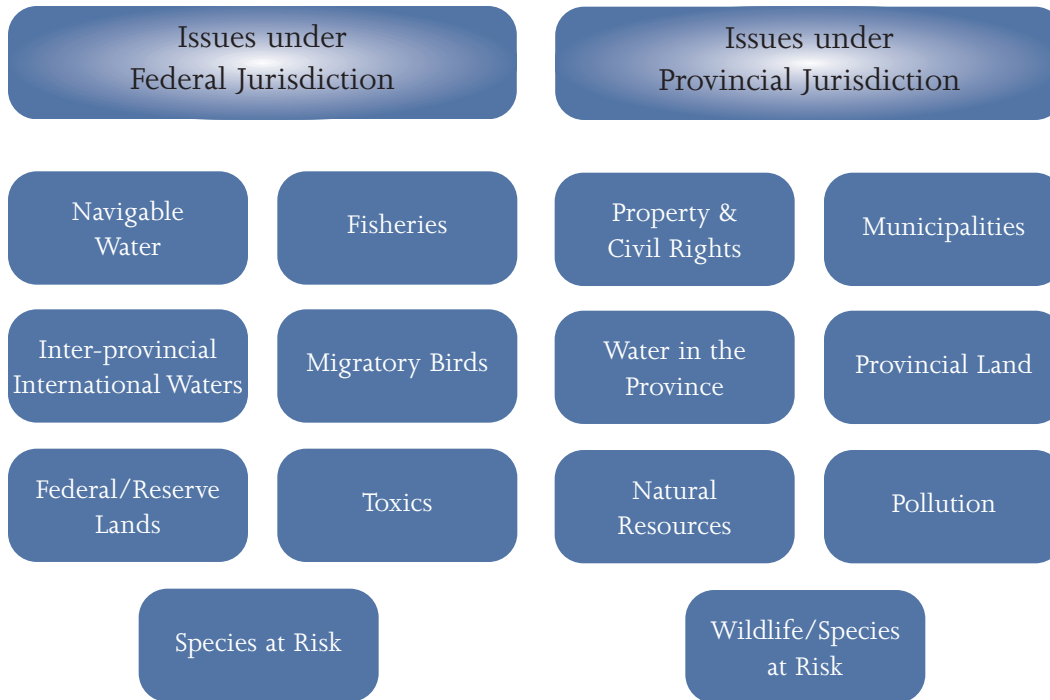 Issues under
Federal Jurisdiction
Navigable
Water
Fisheries
Inter-provincial
International Waters
Migratory Birds
Federal/Reserve
Lands
Toxics
Species at Risk
Issues under
Provincial Jurisdiction
Property &
Civil Rights
Municipalities
Water in the
Province
Provincial Land
Natural
Resources
Pollution
Wildlife/Species
at Risk